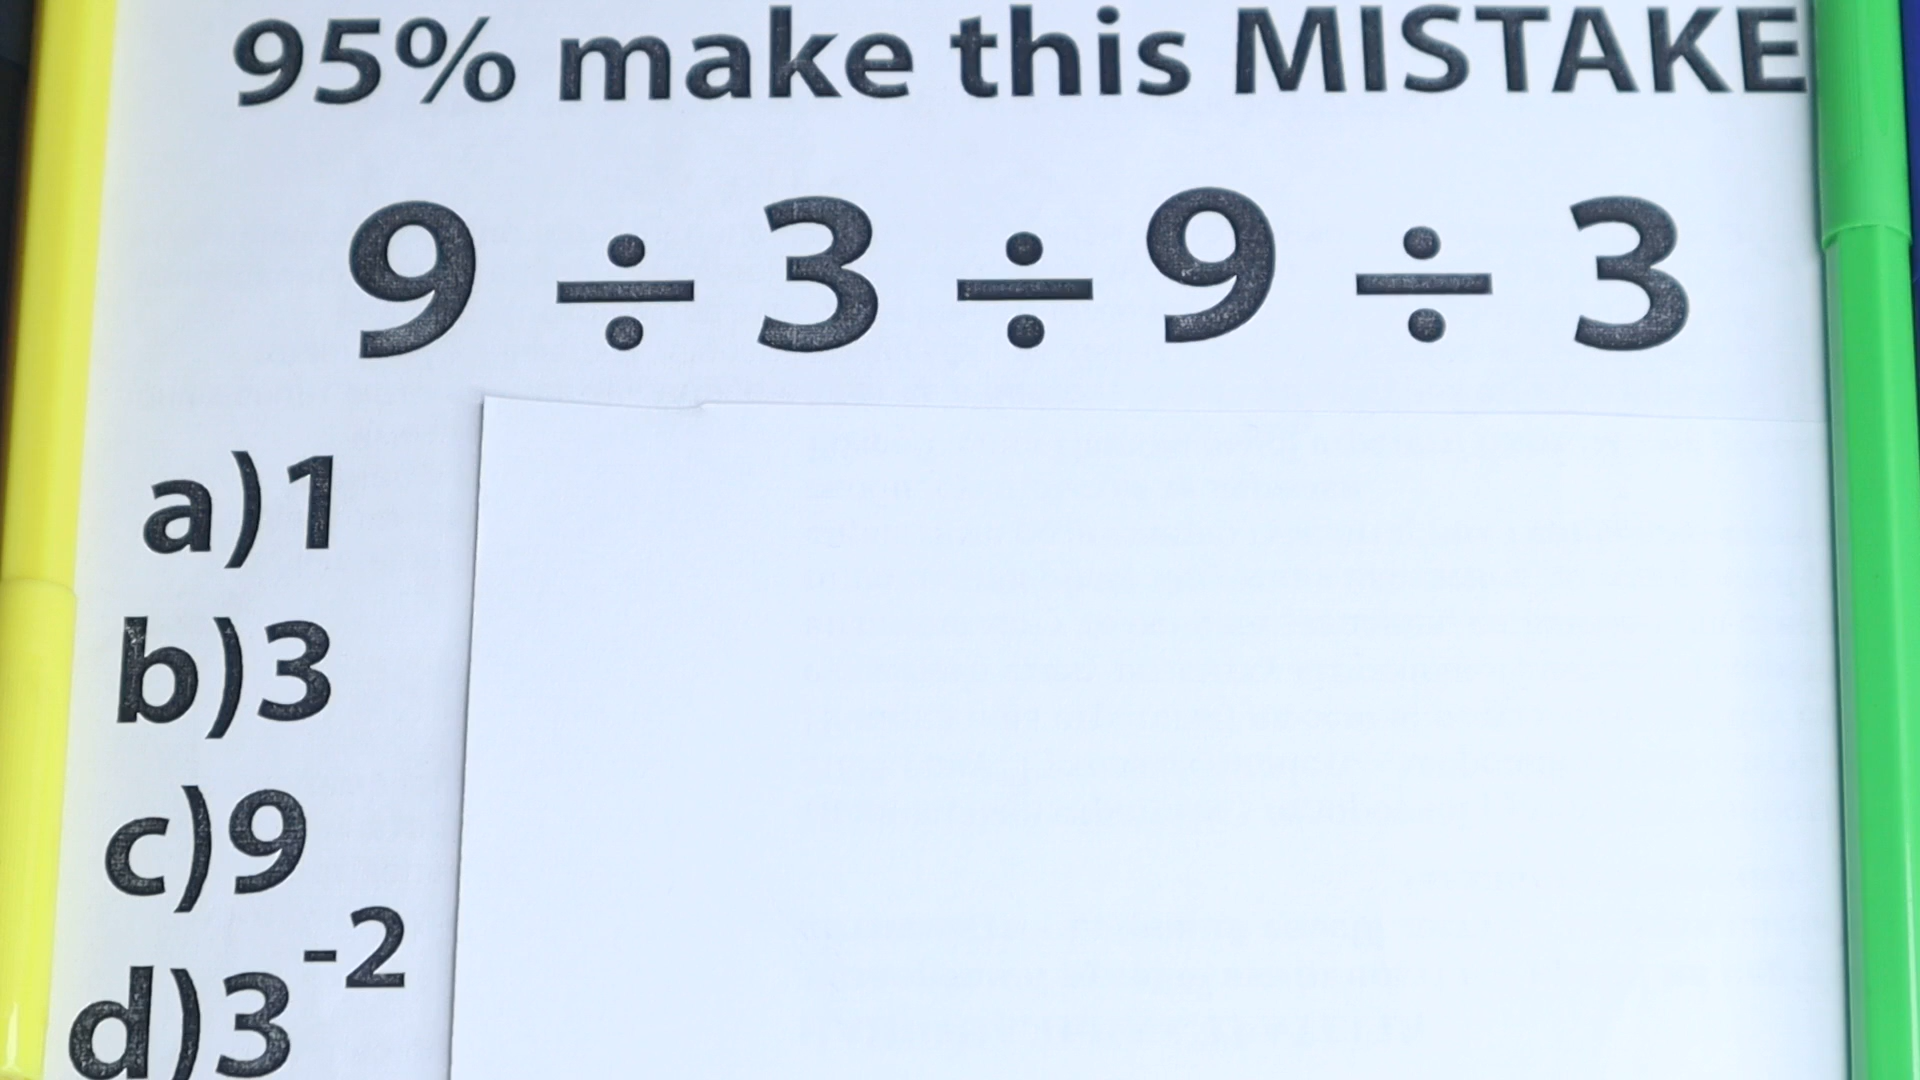 95% make this MISTAKE
9 ÷ 3 ÷ 9 ÷ 3
a)1
b)3
c)9
d)3⁻²